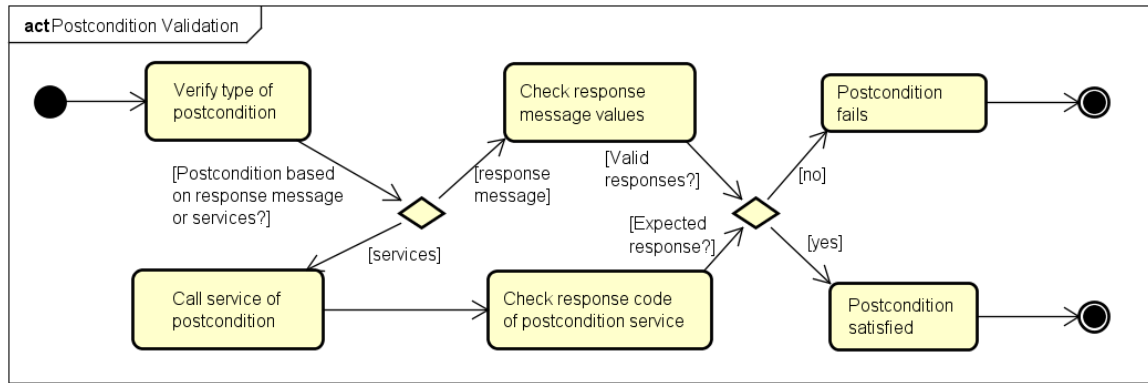 act Postcondition Validation
Verify type of
postcondition
[Postcondition based
on response message
or services?]
[response
message]
[services]
Check response
message values
[Valid
responses?]
Call service of
postcondition
Check response code
of postcondition service
[Expected
response?]
[no]
[yes]
Postcondition
fails
Postcondition
satisfied